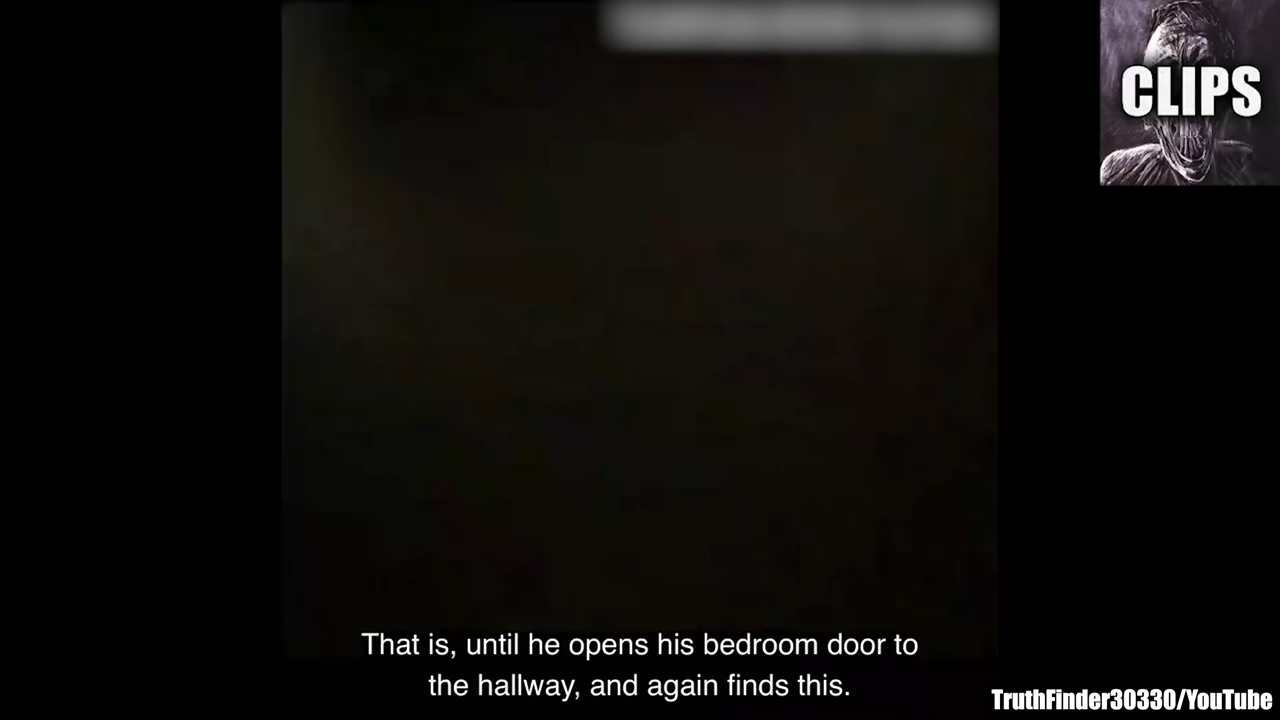 CLIPS
That is, until he opens his bedroom door to
the hallway, and again finds this.
TruthFinder30330/YouTube